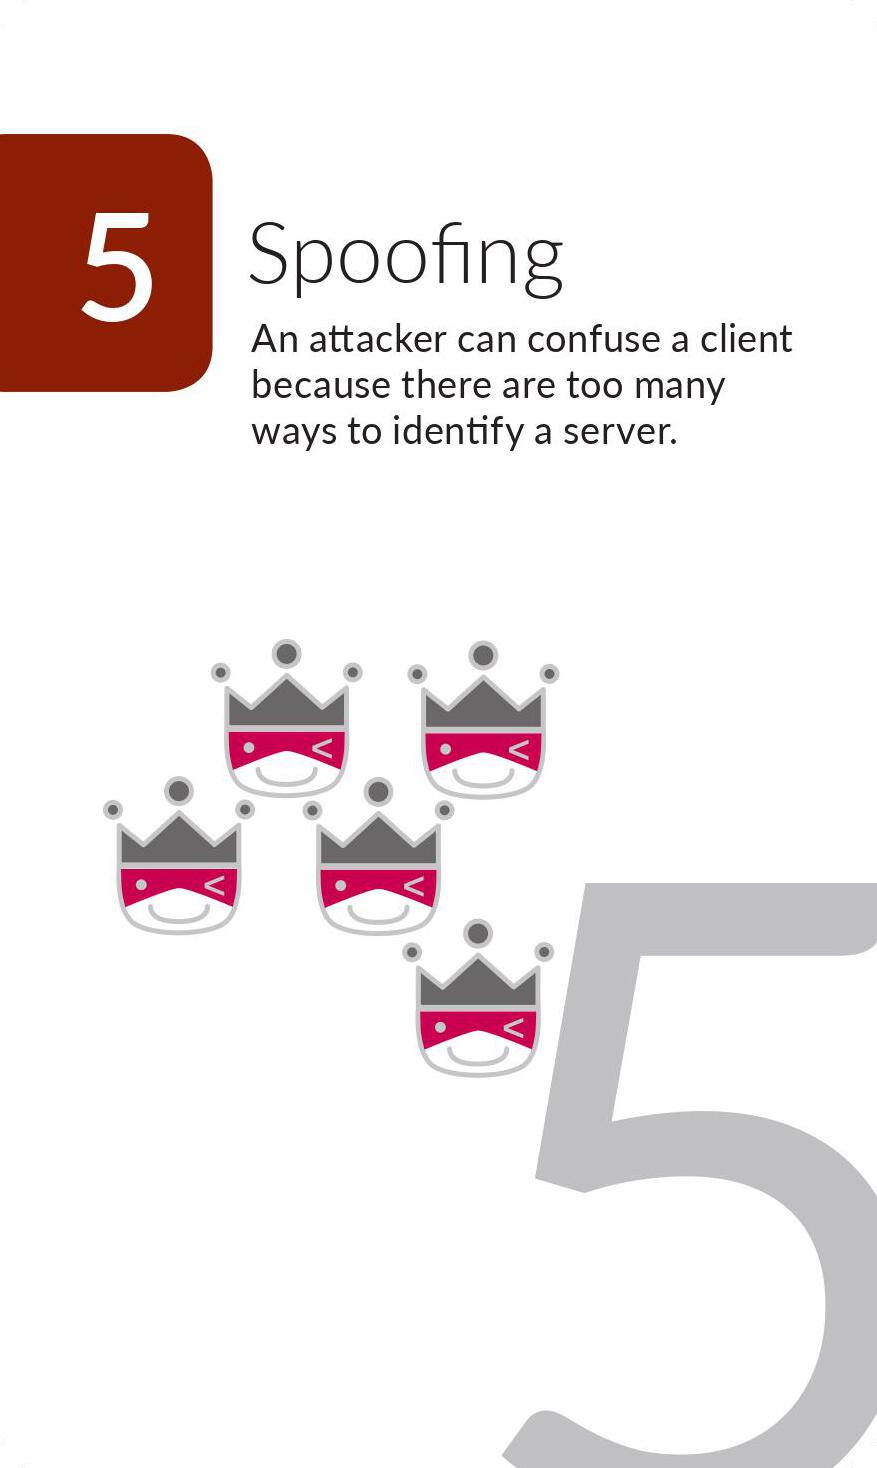 5
Spoofing
An attacker can confuse a client
because there are too many
ways to identify a server.
5